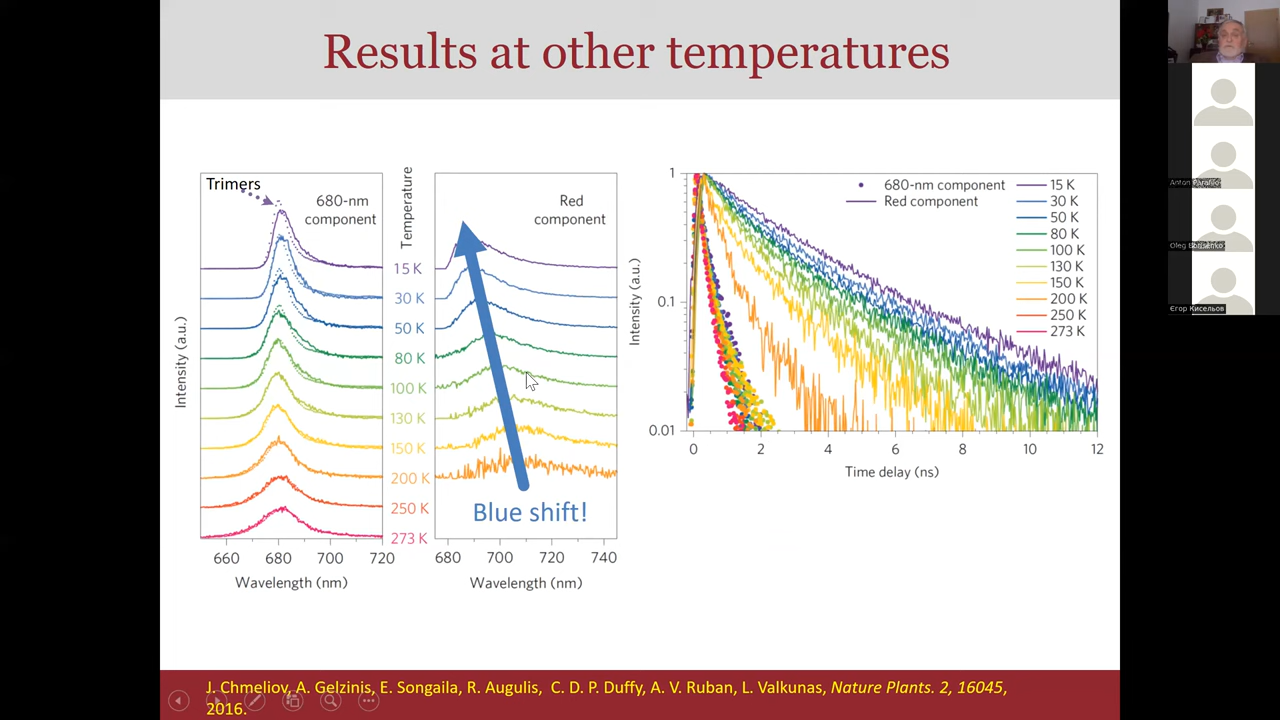 Results at other temperatures
Trimers
680-nm
component
Temperature
Red
component
15 K
30 K
50 K
80 K
100 K
130 K
150 K
200 K
250 K
273 K
Intensity (a.u.)
Blue shift!
660 680 700 720
680 700 720 740
Wavelength (nm)
Wavelength (nm)
Intensity (a.u.)
1
0.1
0.01
680-nm component
Red component
15 K
30 K
50 K
80 K
100 K
130 K
150 K
200 K
250 K
273 K
0 2 4 6 8 10 12
Time delay (ns)
J. Chmeliov, A. Gelzinis, E. Songaila, R. Augulis, C. D. P. Duffy, A. V. Ruban, L. Valkunas, Nature Plants. 2, 16045,
2016.
Anton
Oleg
Єгор Кисельов